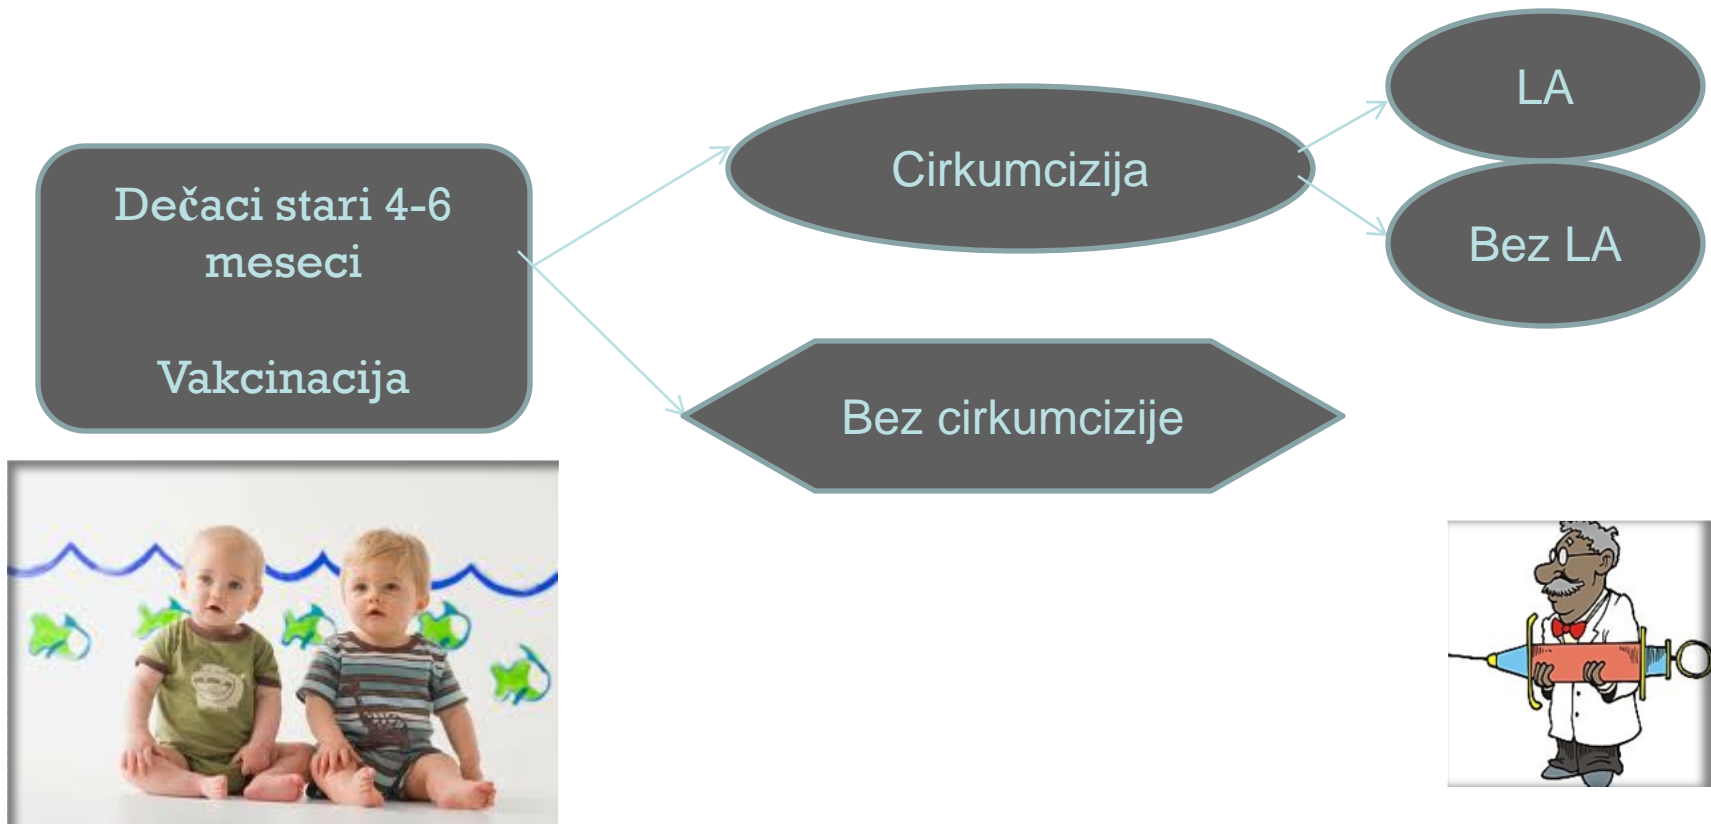 Dečaci stari 4-6
meseci
Vakcinacija
Cirkumcizija
LA
Bez LA
Bez cirkumcizije